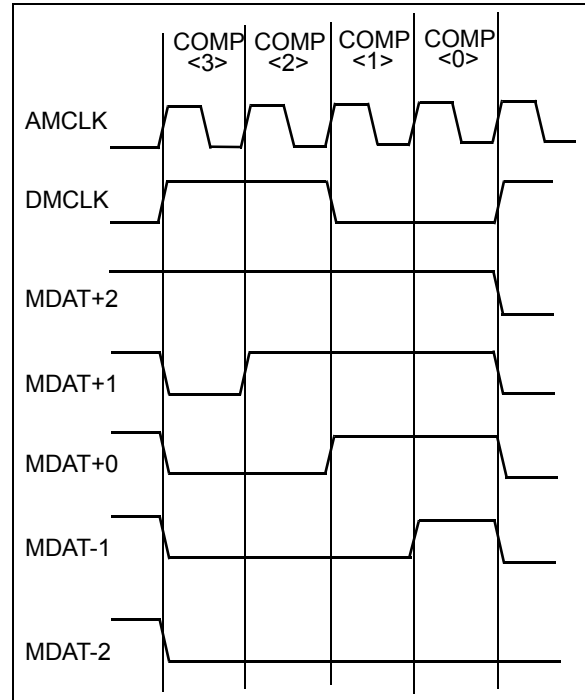 COMP COMP COMP COMP
<3> <2> <1> <0>
AMCLK
DMCLK
MDAT+2
MDAT+1
MDAT+0
MDAT-1
MDAT-2